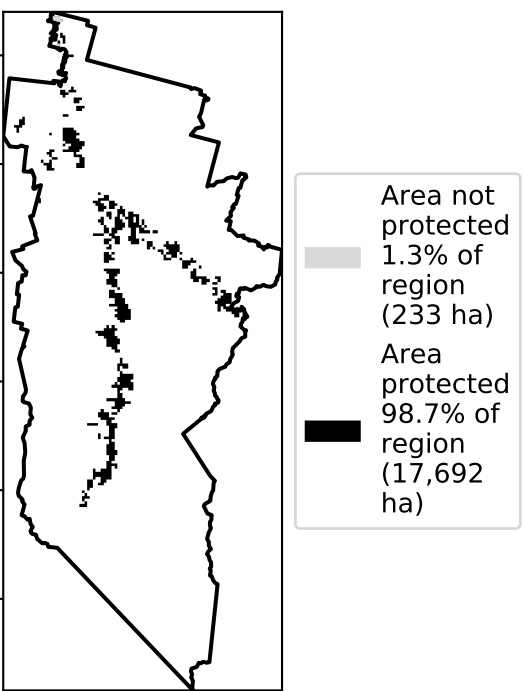 Area not
protected
1.3% of
region
(233 ha)
Area
protected
98.7% of
region
(17,692
ha)